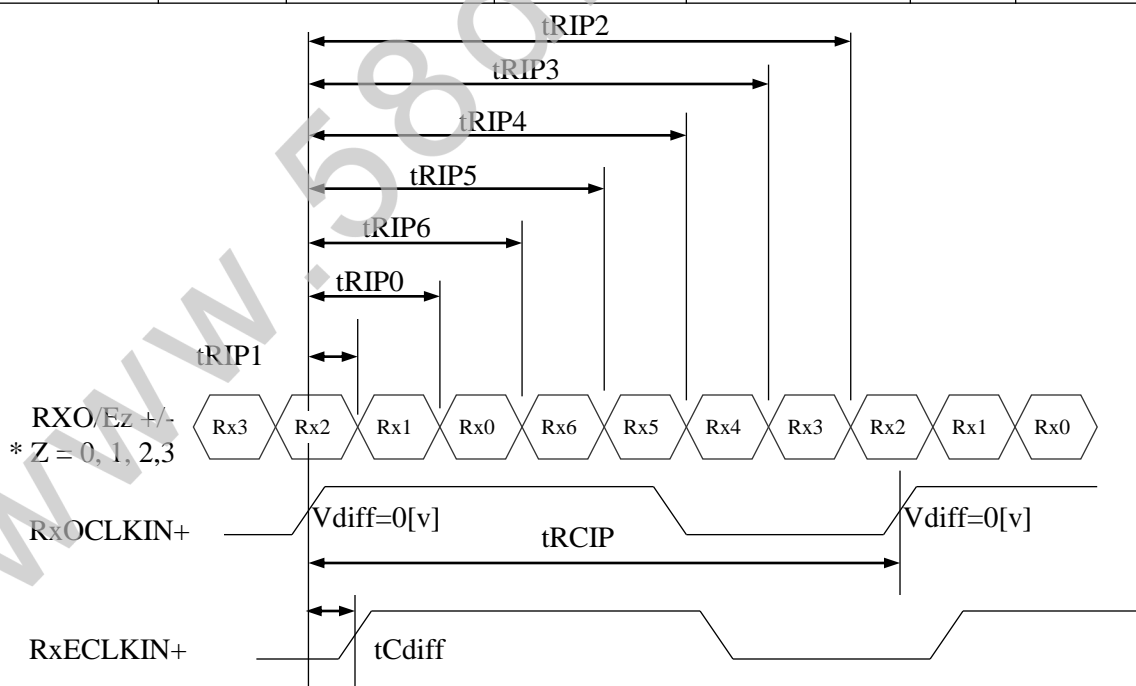 tRIP2
tRIP3
tRIP4
tRIP5
tRIP6
tRIP0
tRIP1
RXO/Ez +/-
* Z = 0, 1, 2,3
Rx3 Rx2 Rx1 Rx0 Rx6 Rx5 Rx4 Rx3 Rx2 Rx1 Rx0
RxOCLKIN+
Vdiff=0[v] Vdiff=0[v]
tRCIP
RxECLKIN+
tCdiff